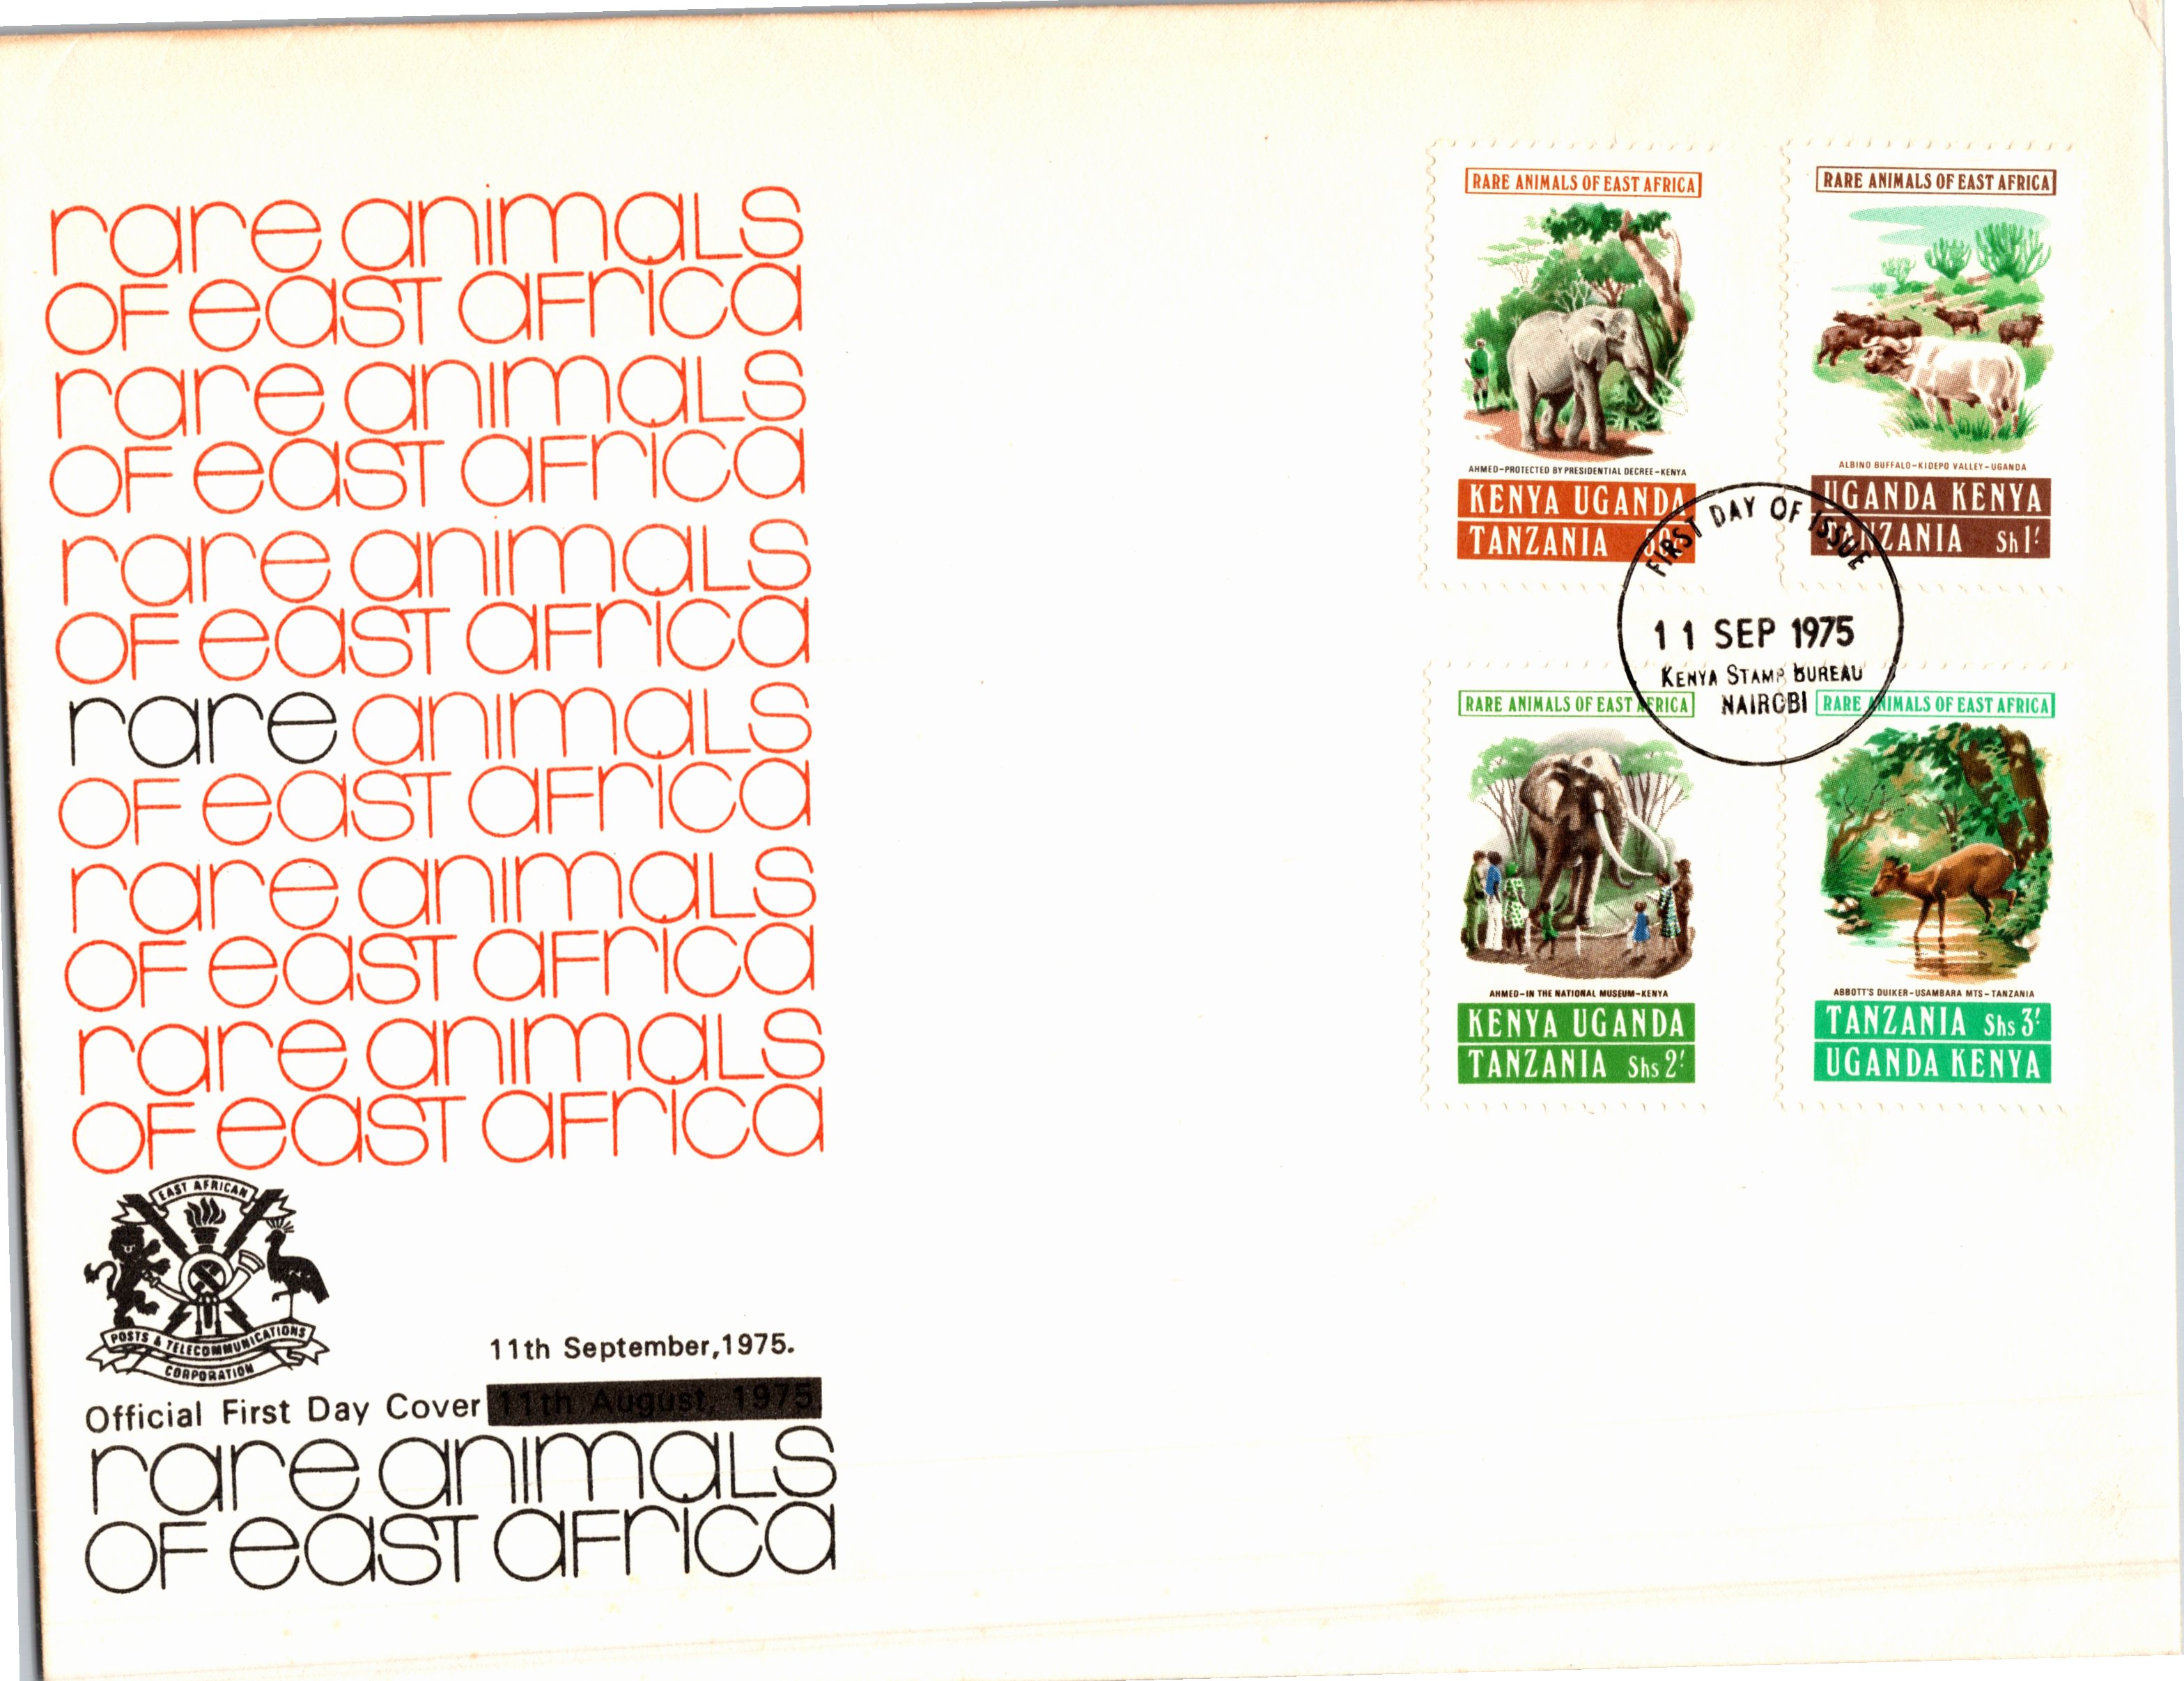 rare animals
OF east africa
rare animals
OF east africa
rare animals
OF east africa
rare animals
OF east africa
rare animals
OF east africa
rare animals
OF east africa
EAST AFRICAN
POSTS & TELECOMMUNICATIONS
CORPORATION
11th September,1975.
Official First Day Cover 11th August, 1975
rare animals
OF east africa
RARE ANIMALS OF EAST AFRICA
AHMED-PROTECTED BY PRESIDENTIAL DECREE-KENYA
KENYA UGANDA
TANZANIA
RARE ANIMALS OF EAST AFRICA
ALBINO BUFFALO-KIDEPO VALLEY-UGANDA
UGANDA KENYA
TANZANIA Sh 1/
FIRST DAY OF ISSUE
11 SEP 1975
KENYA STAMP BUREAU
NAIROBI
RARE ANIMALS OF EAST AFRICA
AHMED-IN THE NATIONAL MUSEUM-KENYA
KENYA UGANDA
TANZANIA Shs 2/
RARE ANIMALS OF EAST AFRICA
ABBOTT'S DUIKER-USAMBARA MTS-TANZANIA
TANZANIA Shs 3/
UGANDA KENYA